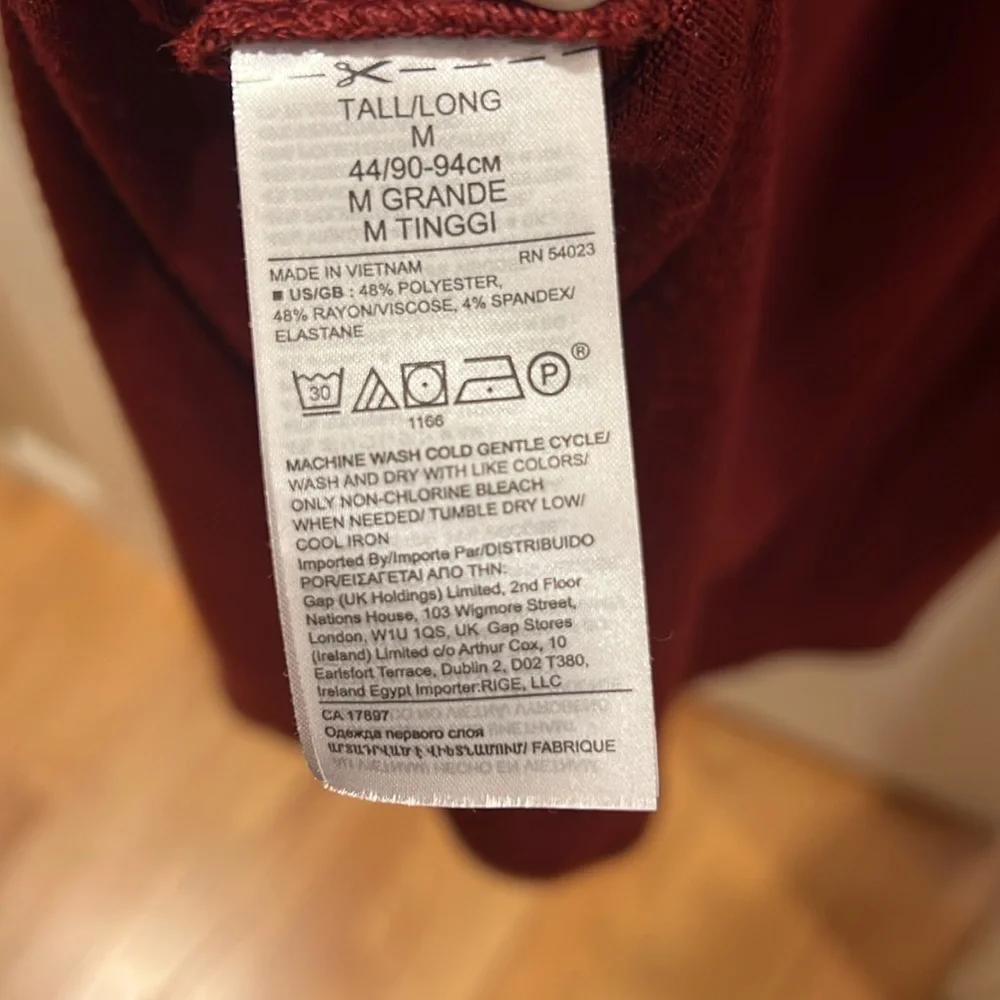 TALL/LONG
M
44/90-94CM
M GRANDE
M TINGGI
MADE IN VIETNAM RN 54023
■ US/GB : 48% POLYESTER,
48% RAYON/VISCOSE, 4% SPANDEX/
ELASTANE
30 P ®
1166
MACHINE WASH COLD GENTLE CYCLE/
WASH AND DRY WITH LIKE COLORS/
ONLY NON-CHLORINE BLEACH
WHEN NEEDED/ TUMBLE DRY LOW/
COOL IRON
Imported By/Importe Par/DISTRIBUIDO
POR/ΕΙΣΑΓΕΤΑΙ ΑΠΟ ΤΗΝ:
Gap (UK Holdings) Limited, 2nd Floor
Nations House, 103 Wigmore Street,
London, W1U 1QS, UK Gap Stores
(Ireland) Limited c/o Arthur Cox, 10
Earlsfort Terrace, Dublin 2, D02 T380,
Ireland Egypt Importer:RIGE, LLC
CA 17897
Одежда первого слоя
ԱՐՏԱԴՐՎԱԾ Է ՎԻԵՏՆԱՄՈՒՄ/ FABRIQUE